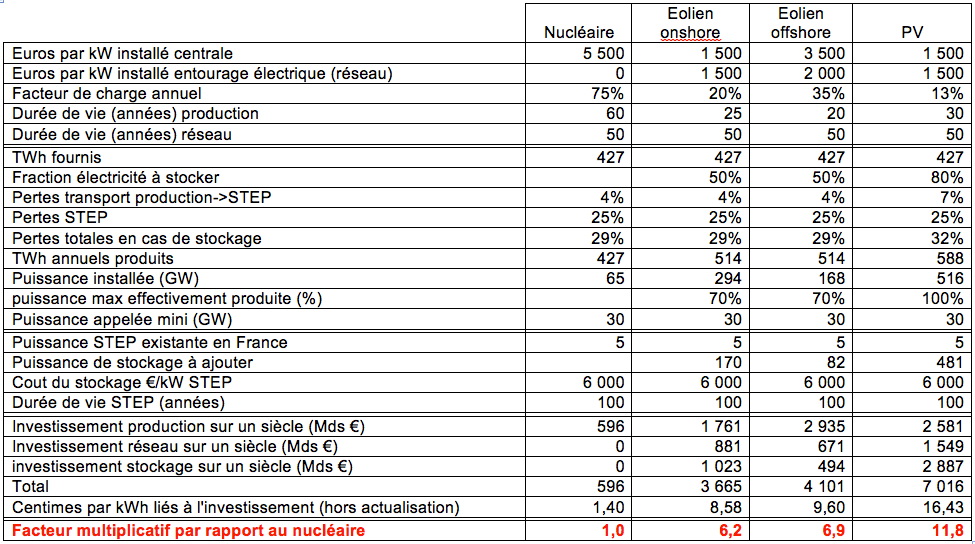 Nucléaire Eolien onshore Eolien offshore PV
Euros par kW installé centrale 5 500 1 500 3 500 1 500
Euros par kW installé entourage électrique (réseau) 0 1 500 2 000 1 500
Facteur de charge annuel 75% 20% 35% 13%
Durée de vie (années) production 60 25 20 30
Durée de vie (années) réseau 50 50 50 50
TWh fournis 427 427 427 427
Fraction électricité à stocker 50% 50% 80%
Pertes transport production->STEP 4% 4% 4% 7%
Pertes STEP 25% 25% 25% 25%
Pertes totales en cas de stockage 29% 29% 29% 32%
TWh annuels produits 427 514 514 588
Puissance installée (GW) 65 294 168 516
puissance max effectivement produite (%) 70% 70% 100%
Puissance appelée mini (GW) 30 30 30 30
Puissance STEP existante en France 5 5 5 5
Puissance de stockage à ajouter 170 82 481
Cout du stockage €/kW STEP 6 000 6 000 6 000 6 000
Durée de vie STEP (années) 100 100 100 100
Investissement production sur un siècle (Mds €) 596 1 761 2 935 2 581
Investissement réseau sur un siècle (Mds €) 0 881 671 1 549
investissement stockage sur un siècle (Mds €) 0 1 023 494 2 887
Total 596 3 665 4 101 7 016
Centimes par kWh liés à l'investissement (hors actualisation) 1,40 8,58 9,60 16,43
Facteur multiplicatif par rapport au nucléaire 1,0 6,2 6,9 11,8